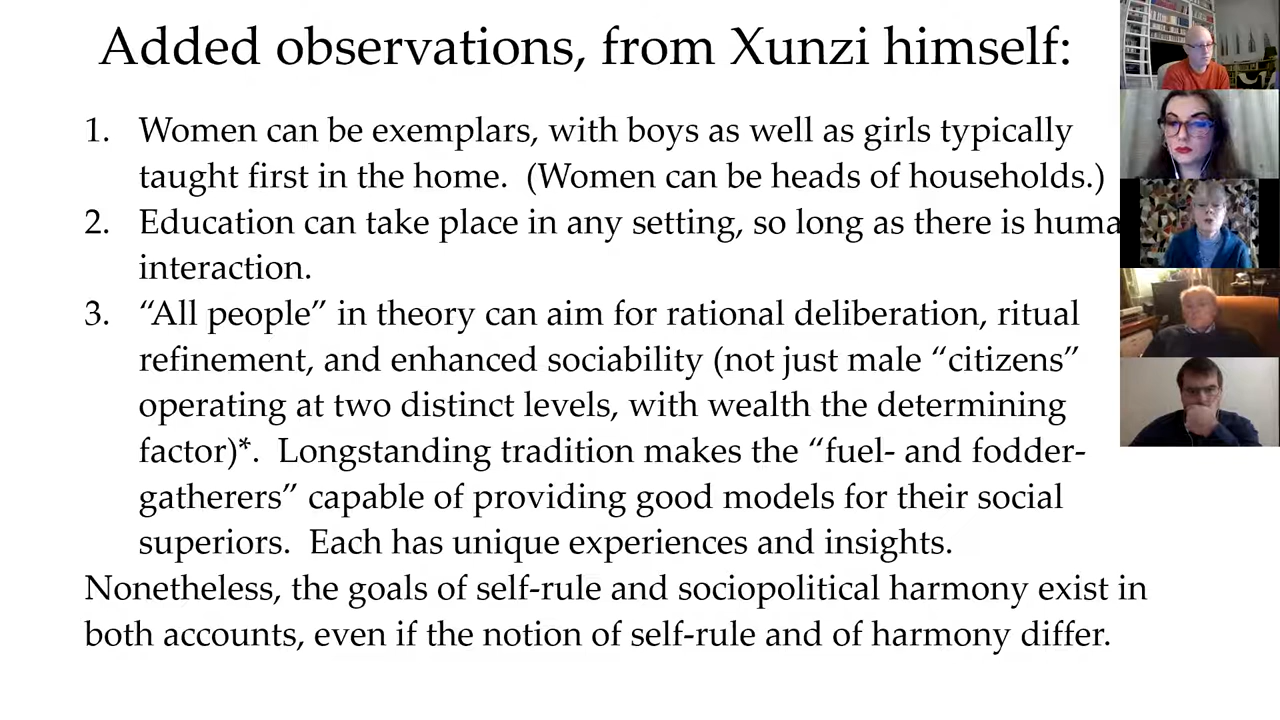 Added observations, from Xunzi himself:
1. Women can be exemplars, with boys as well as girls typically
taught first in the home.  (Women can be heads of households.)
2. Education can take place in any setting, so long as there is huma
interaction.
3. “All people” in theory can aim for rational deliberation, ritual
refinement, and enhanced sociability (not just male “citizens”
operating at two distinct levels, with wealth the determining
factor)*.  Longstanding tradition makes the “fuel- and fodder-
gatherers” capable of providing good models for their social
superiors.  Each has unique experiences and insights.
Nonetheless, the goals of self-rule and sociopolitical harmony exist in
both accounts, even if the notion of self-rule and of harmony differ.